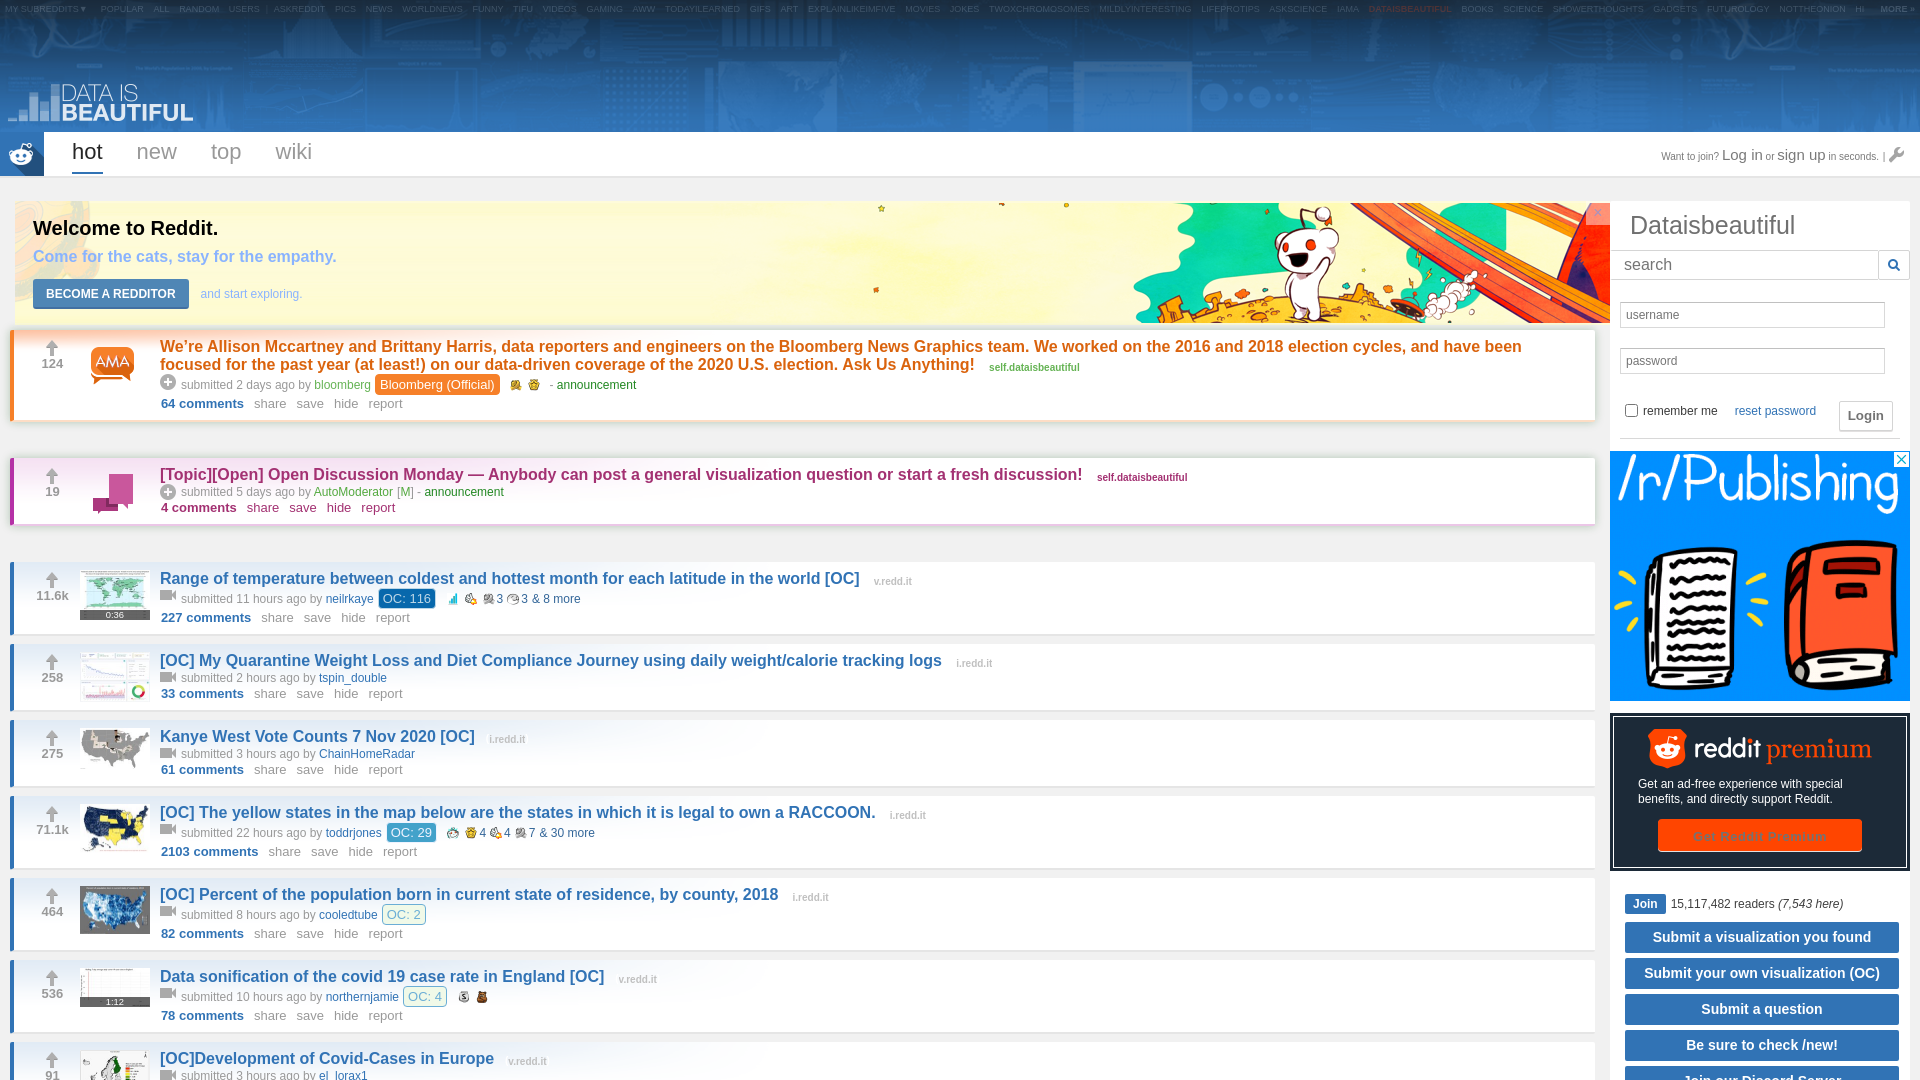 MY SUBREDDITS ▾ POPULAR ALL RANDOM USERS | ASKREDDIT PICS NEWS WORLDNEWS FUNNY TIFU VIDEOS GAMING AWW TODAYILEARNED GIFS ART EXPLAINLIKEIMFIVE MOVIES JOKES TWOXCHROMOSOMES MILDLYINTERESTING LIFEPROTIPS ASKSCIENCE IAMA DATAISBEAUTIFUL BOOKS SCIENCE SHOWERTHOUGHTS GADGETS FUTUROLOGY NOTTHEONION HI MORE »
DATA IS
BEAUTIFUL
hot new top wiki
Want to join? Log in or sign up in seconds. |
Welcome to Reddit.
Come for the cats, stay for the empathy.
BECOME A REDDITOR and start exploring.
×
124
AMA
We're Allison Mccartney and Brittany Harris, data reporters and engineers on the Bloomberg News Graphics team. We worked on the 2016 and 2018 election cycles, and have been
focused for the past year (at least!) on our data-driven coverage of the 2020 U.S. election. Ask Us Anything! self.dataisbeautiful
submitted 2 days ago by bloomberg Bloomberg (Official) - announcement
64 comments share save hide report
19
[Topic][Open] Open Discussion Monday — Anybody can post a general visualization question or start a fresh discussion! self.dataisbeautiful
submitted 5 days ago by AutoModerator [M] - announcement
4 comments share save hide report
11.6k
0:36
Range of temperature between coldest and hottest month for each latitude in the world [OC] v.redd.it
submitted 11 hours ago by neilrkaye OC: 116 3 3 & 8 more
227 comments share save hide report
258
[OC] My Quarantine Weight Loss and Diet Compliance Journey using daily weight/calorie tracking logs i.redd.it
submitted 2 hours ago by tspin_double
33 comments share save hide report
275
Kanye West Vote Counts 7 Nov 2020 [OC] i.redd.it
submitted 3 hours ago by ChainHomeRadar
61 comments share save hide report
71.1k
[OC] The yellow states in the map below are the states in which it is legal to own a RACCOON. i.redd.it
submitted 22 hours ago by toddrjones OC: 29 4 4 7 & 30 more
2103 comments share save hide report
464
[OC] Percent of the population born in current state of residence, by county, 2018 i.redd.it
submitted 8 hours ago by cooledtube OC: 2
82 comments share save hide report
536
1:12
Data sonification of the covid 19 case rate in England [OC] v.redd.it
submitted 10 hours ago by northernjamie OC: 4
78 comments share save hide report
91
[OC]Development of Covid-Cases in Europe v.redd.it
submitted 3 hours ago by el_lorax1
Dataisbeautiful
search
username
password
remember me reset password Login
/r/Publishing
reddit premium
Get an ad-free experience with special
benefits, and directly support Reddit.
Get Reddit Premium
Join 15,117,482 readers (7,543 here)
Submit a visualization you found
Submit your own visualization (OC)
Submit a question
Be sure to check /new!
Join our Discord Server